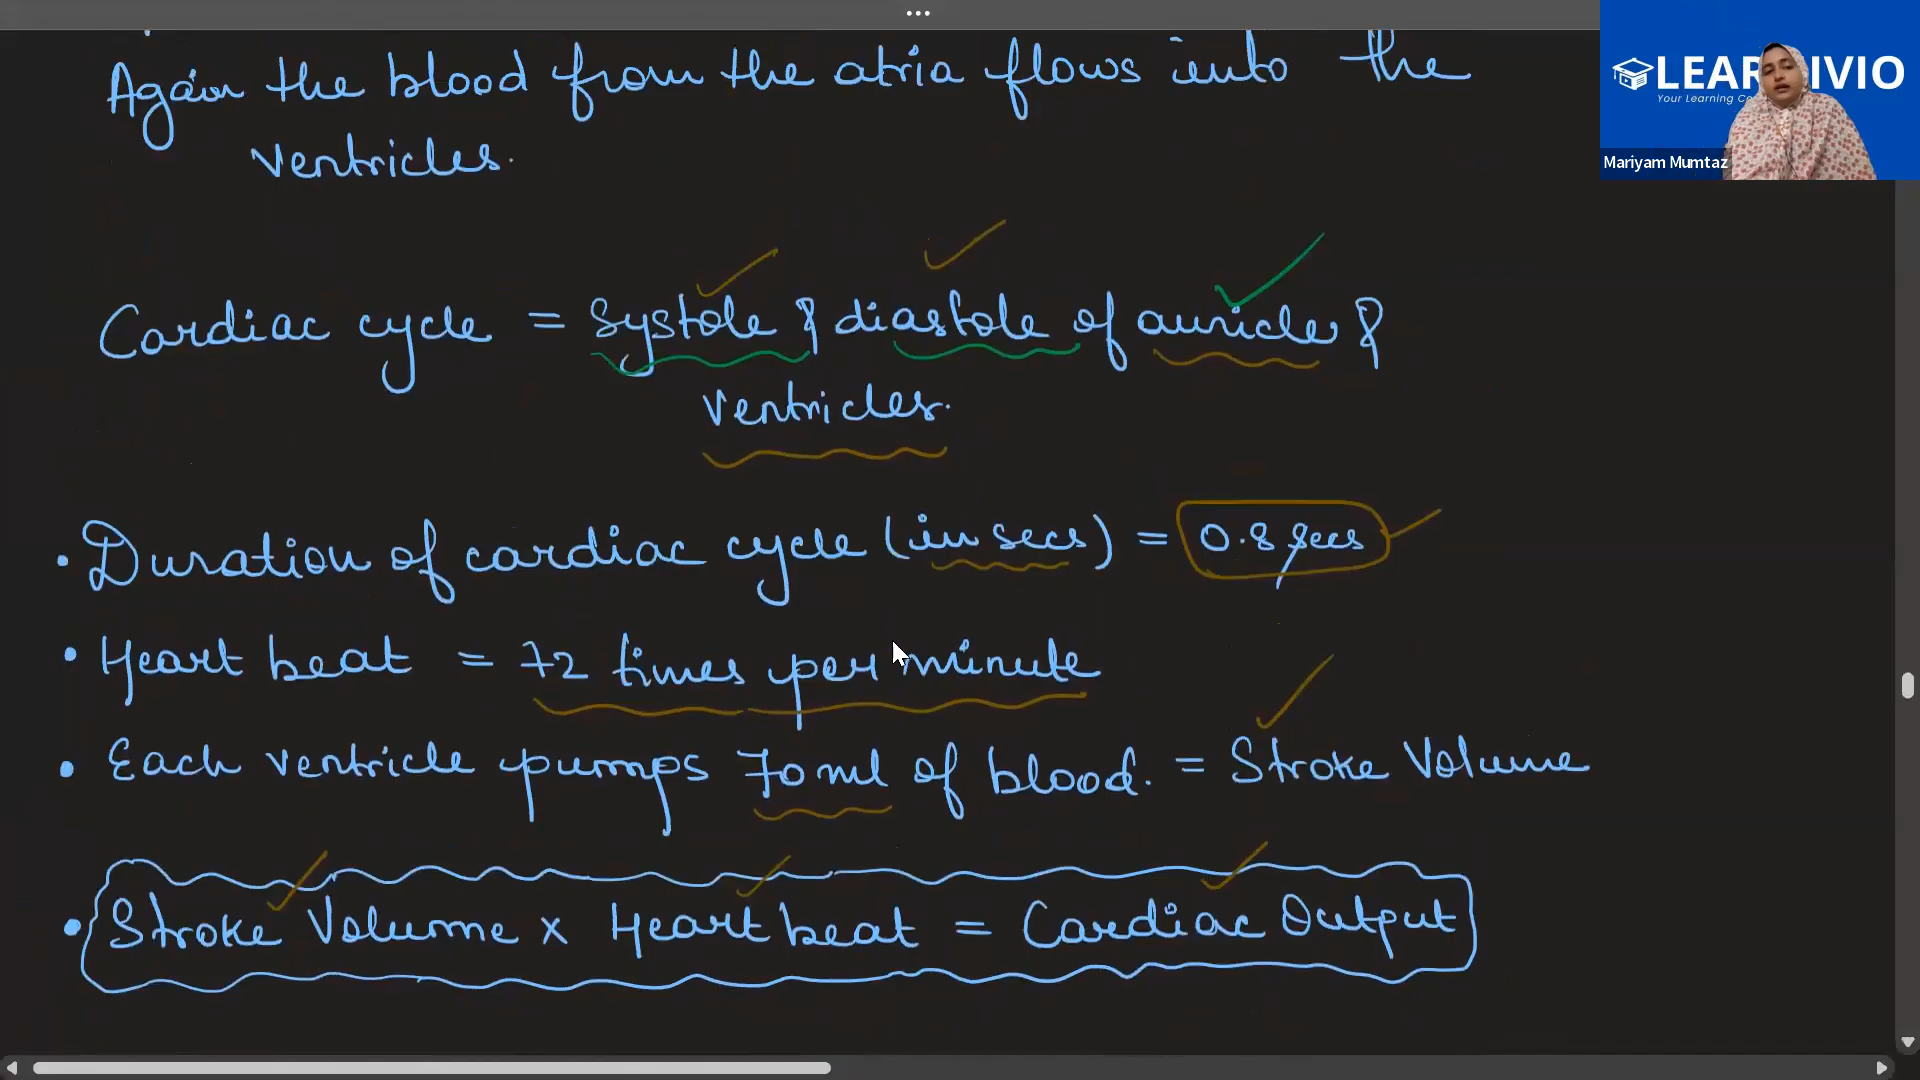 LEAR IVIO
Your Learning Co
Mariyam Mumtaz
Again the blood from the atria flows into the
ventricles.
Cardiac cycle = Systole & diastole of auricle &
ventricles.
• Duration of cardiac cycle (in secs) = 0.8 secs
• Heart beat = 72 times per minute
• Each ventricle pumps 70 ml of blood. = Stroke Volume
• Stroke Volume x Heart beat = Cardiac Output